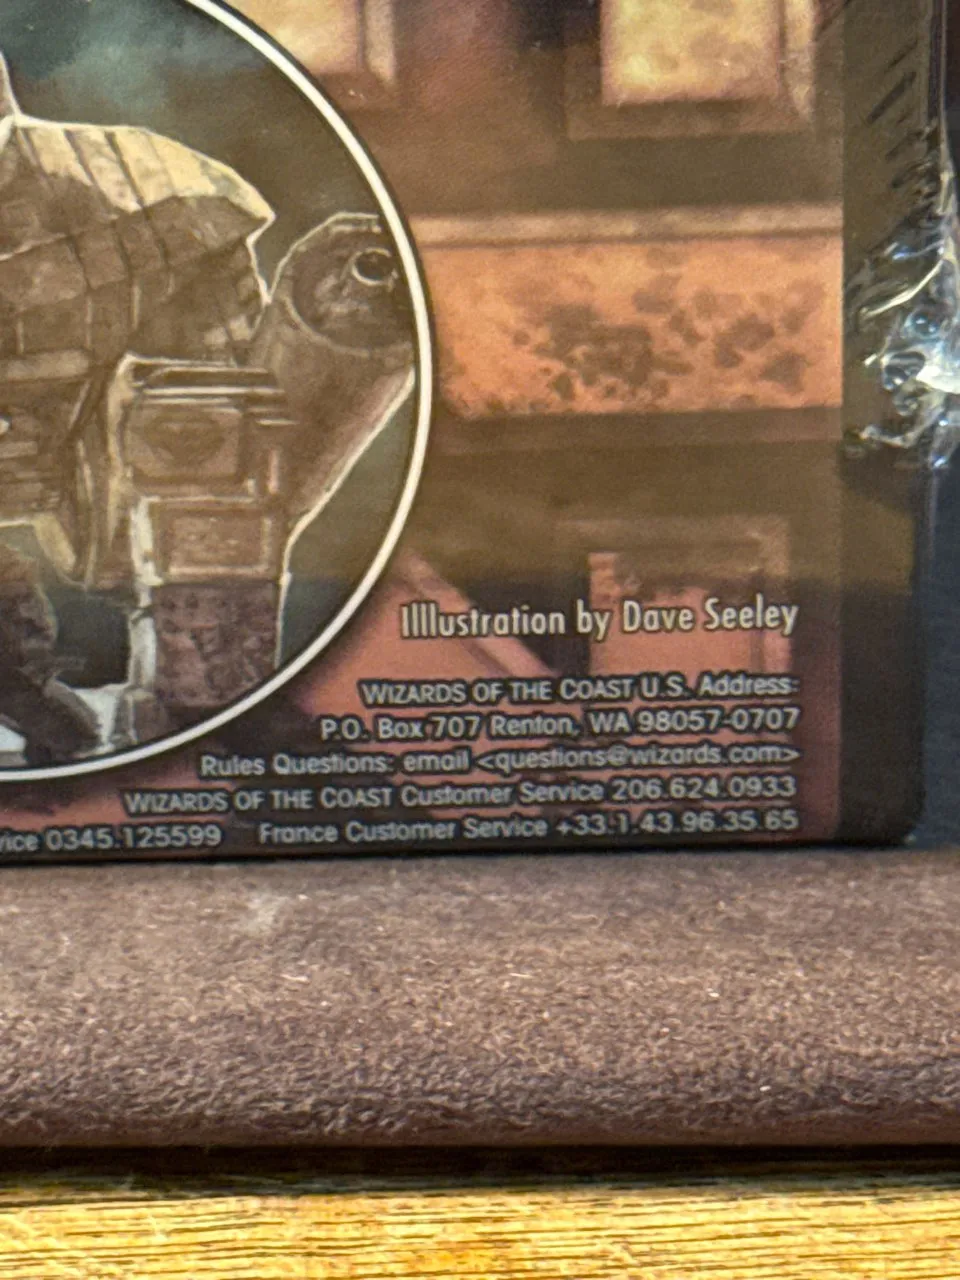 Illlustration by Dave Seeley
WIZARDS OF THE COAST U.S. Address:
P.O. Box 707 Renton, WA 98057-0707
Rules Questions: email <questions@wizards.com>
WIZARDS OF THE COAST Customer Service 206.624.0933
vice 0345.125599 France Customer Service +33.1.43.96.35.65